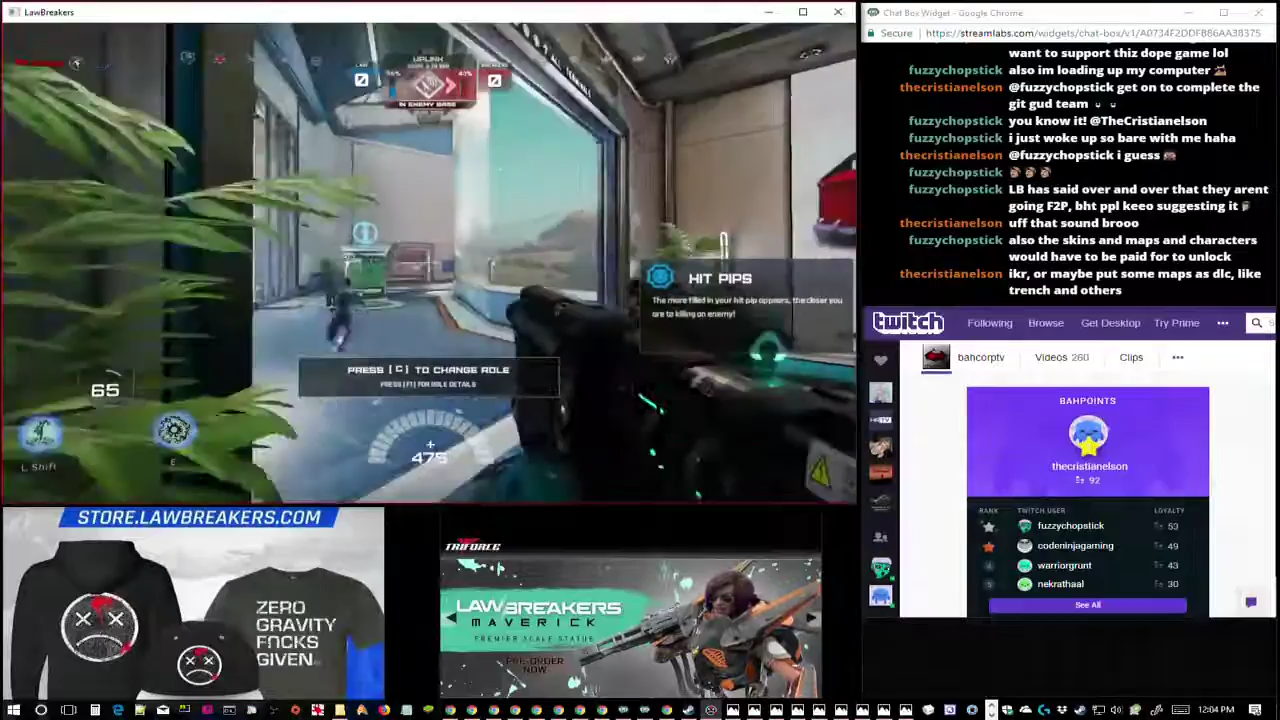 LawBreakers
UPLINK
IN ENEMY BASE
HIT PIPS
The more filled in your hit pip appears, the closer you
are to killing an enemy!
PRESS [C] TO CHANGE ROLE
PRESS [F1] FOR ROLE DETAILS
65
L Shift
E
475
STORE.LAWBREAKERS.COM
ZERO
GRAVITY
F✕CKS
GIVEN.
TRIFORCE
LAWBREAKERS
MAVERICK
PREMIER SCALE STATUE
PRE-ORDER
NOW
Chat Box Widget - Google Chrome
Secure
https://streamlabs.com/widgets/chat-box/v1/A0734F2DDFB86AA38375
want to support thiz dope game lol
fuzzychopstick also im loading up my computer
thecristianelson @fuzzychopstick get on to complete the
git gud team
fuzzychopstick you know it! @TheCristianelson
fuzzychopstick i just woke up so bare with me haha
thecristianelson @fuzzychopstick i guess
fuzzychopstick
fuzzychopstick LB has said over and over that they arent
going F2P, bht ppl keeo suggesting it
thecristianelson uff that sound brooo
fuzzychopstick also the skins and maps and characters
would have to be paid for to unlock
thecristianelson ikr, or maybe put some maps as dlc, like
trench and others
twitch Following Browse Get Desktop Try Prime
bahcorptv Videos 260 Clips
BAHPOINTS
thecristianelson
92
RANK TWITCH USER LOYALTY
fuzzychopstick 53
codeninjagaming 49
warriorgrunt 43
nekrathaal 30
See All
12:04 PM